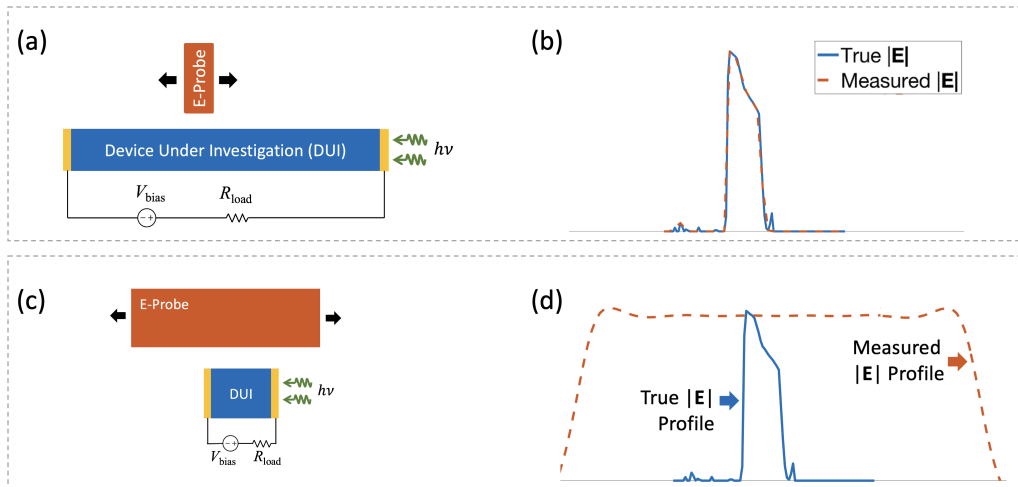 (a)
E-Probe
Device Under Investigation (DUI)
hν
V_bias
R_load
−+
(b)
True |E|
Measured |E|
(c)
E-Probe
DUI
hν
V_bias
R_load
−+
(d)
True |E|
Profile
Measured
|E| Profile